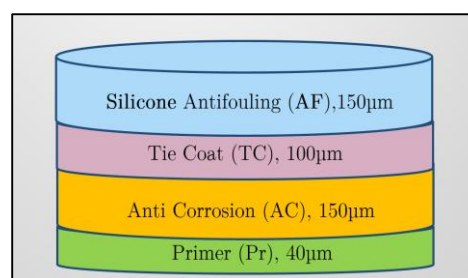 Silicone Antifouling (AF),150μm
Tie Coat (TC), 100μm
Anti Corrosion (AC), 150μm
Primer (Pr), 40μm